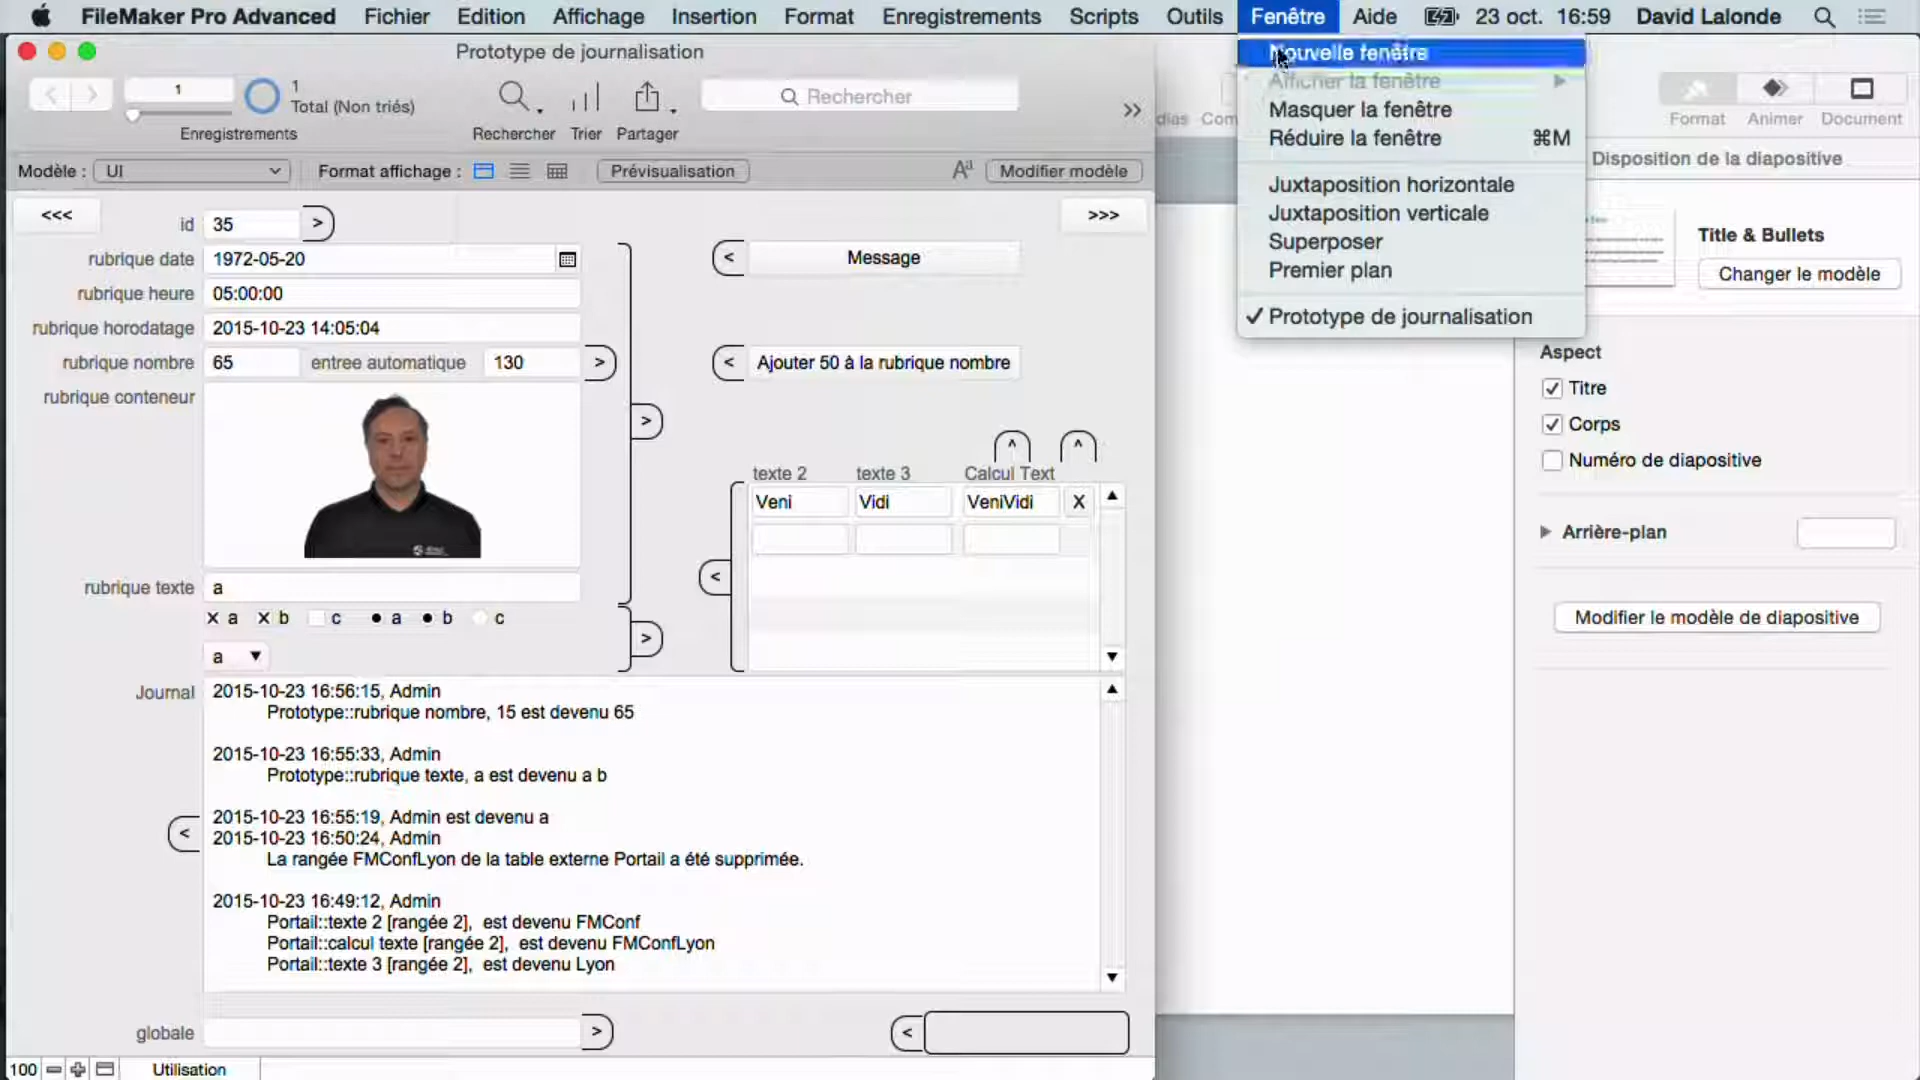 FileMaker Pro Advanced Fichier Edition Affichage Insertion Format Enregistrements Scripts Outils Fenêtre Aide 23 oct. 16:59 David Lalonde
Prototype de journalisation
1
1
Total (Non triés)
Enregistrements
Rechercher Trier Partager
Rechercher
>>
Modèle : UI
Format affichage :
Prévisualisation
Aa
Modifier modèle
Nouvelle fenêtre
Afficher la fenêtre
Masquer la fenêtre
Réduire la fenêtre ⌘M
Juxtaposition horizontale
Juxtaposition verticale
Superposer
Premier plan
✓ Prototype de journalisation
Format Animer Document
Disposition de la diapositive
Title & Bullets
Changer le modèle
Aspect
Titre
Corps
Numéro de diapositive
Arrière-plan
Modifier le modèle de diapositive
<<<
>>>
id 35 >
rubrique date 1972-05-20
rubrique heure 05:00:00
rubrique horodatage 2015-10-23 14:05:04
rubrique nombre 65 entree automatique 130 >
rubrique conteneur
>
rubrique texte a
x a x b c • a • b c
>
a ▼
< Message
< Ajouter 50 à la rubrique nombre
^ ^
texte 2 texte 3 Calcul Text
Veni Vidi VeniVidi X
<
Journal
2015-10-23 16:56:15, Admin
Prototype::rubrique nombre, 15 est devenu 65
2015-10-23 16:55:33, Admin
Prototype::rubrique texte, a est devenu a b
2015-10-23 16:55:19, Admin est devenu a
2015-10-23 16:50:24, Admin
La rangée FMConfLyon de la table externe Portail a été supprimée.
2015-10-23 16:49:12, Admin
Portail::texte 2 [rangée 2], est devenu FMConf
Portail::calcul texte [rangée 2], est devenu FMConfLyon
Portail::texte 3 [rangée 2], est devenu Lyon
<
globale > <
100 Utilisation